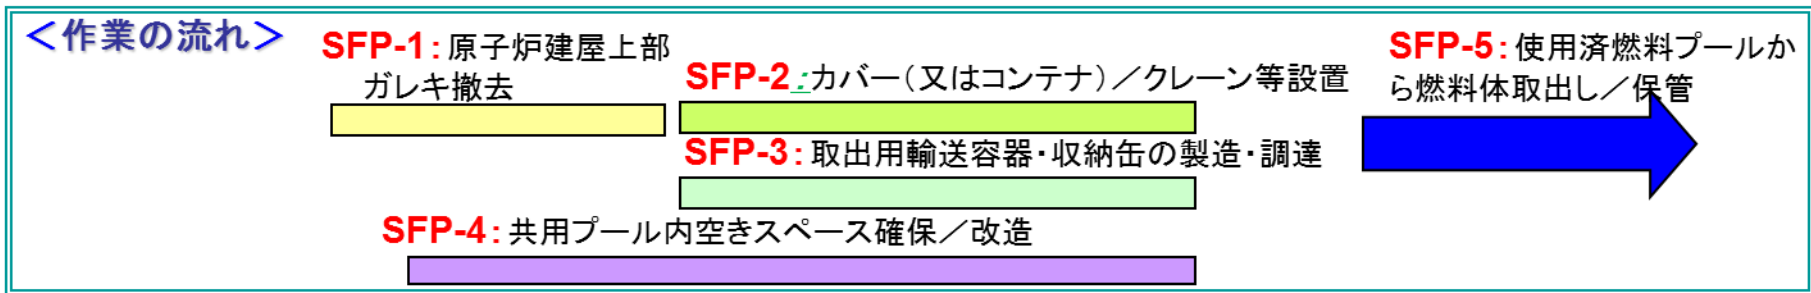 ＜作業の流れ＞
SFP-1：原子炉建屋上部
ガレキ撤去
SFP-2：カバー（又はコンテナ）／クレーン等設置
SFP-3：取出用輸送容器・収納缶の製造・調達
SFP-4：共用プール内空きスペース確保／改造
SFP-5：使用済燃料プールか
ら燃料体取出し／保管